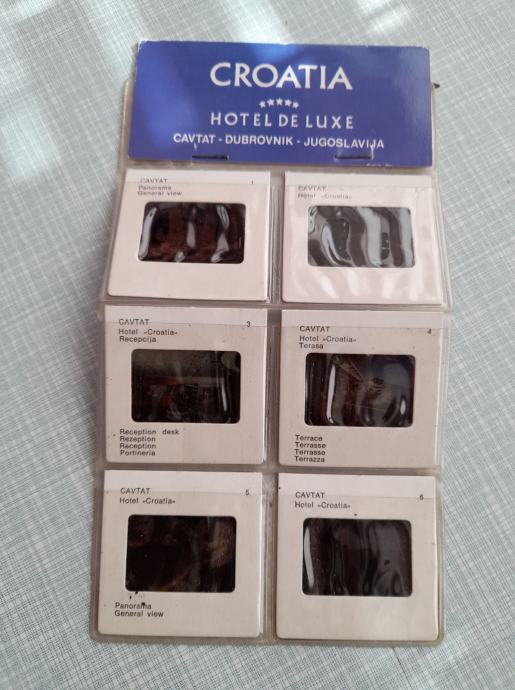 CROATIA
★★★★★
HOTEL DE LUXE
CAVTAT - DUBROVNIK - JUGOSLAVIJA
CAVTAT 1
Panorama
General view
CAVTAT
Hotel «Croatia»
CAVTAT 3
Hotel «Croatia»
Recepcija
Reception desk
Rezeption
Réception
Portineria
CAVTAT 4
Hotel «Croatia»
Terasa
Terrace
Terrasse
Terrasse
Terrazza
CAVTAT 5
Hotel «Croatia»
Panorama
General view
CAVTAT 6
Hotel «Croatia»